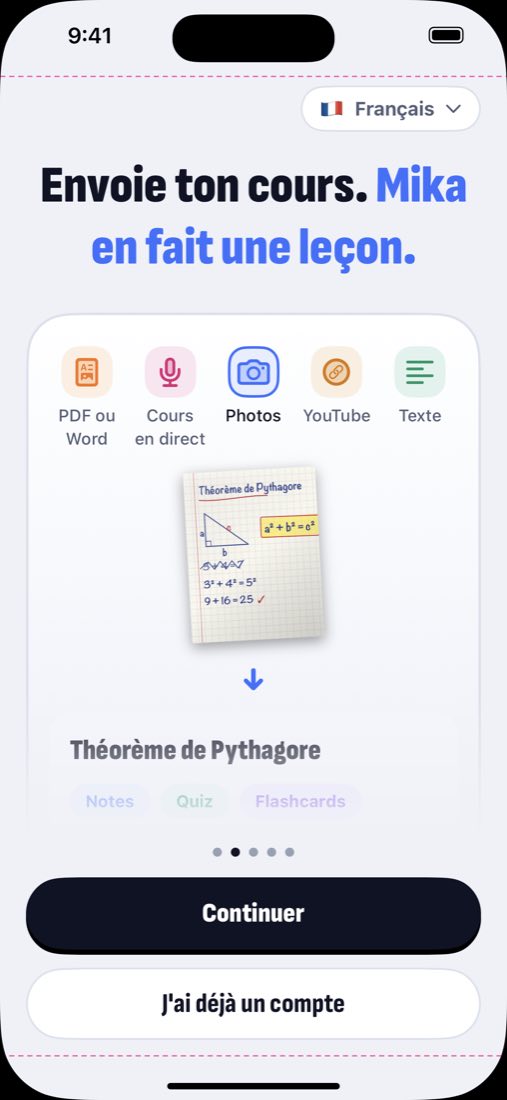 9:41
Français
Envoie ton cours. Mika
en fait une leçon.
PDF ou
Word
Cours
en direct
Photos
YouTube
Texte
Théorème de Pythagore
a
c
b
a² + b² = c²
3² + 4² = 5²
9 + 16 = 25 ✓
Théorème de Pythagore
Notes
Quiz
Flashcards
Continuer
J'ai déjà un compte